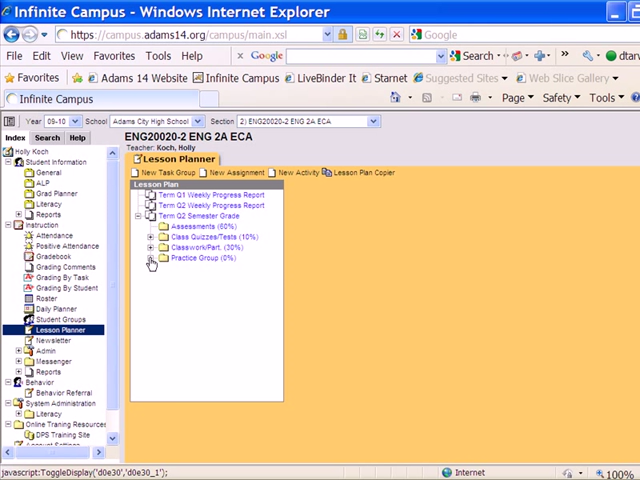 Infinite Campus - Windows Internet Explorer
https://campus.adams14.org/campus/main.xsl
Google
File Edit View Favorites Tools Help
x Google Search
Favorites Adams 14 Website Infinite Campus LiveBinder It Starnet Suggested Sites Web Slice Gallery
Infinite Campus
Page Safety Tools
Year 09-10 School Adams City High School Section 2) ENG20020-2 ENG 2A ECA
Index Search Help
ENG20020-2 ENG 2A ECA
Teacher: Koch, Holly
Holly Koch
Student Information
General
ALP
Grad Planner
Literacy
Reports
Instruction
Attendance
Positive Attendance
Gradebook
Grading Comments
Grading By Task
Grading By Student
Roster
Daily Planner
Student Groups
Lesson Planner
Newsletter
Admin
Messenger
Reports
Behavior
Behavior Referral
System Administration
Literacy
Online Training Resources
DPS Training Site
Account Settings
Lesson Planner
New Task Group New Assignment New Activity Lesson Plan Copier
Lesson Plan
Term Q1 Weekly Progress Report
Term Q2 Weekly Progress Report
Term Q2 Semester Grade
Assessments (60%)
Class Quizzes/Tests (10%)
Classwork/Part. (30%)
Practice Group (0%)
javascript:ToggleDisplay('d0e30','d0e30_1');
Internet
100%